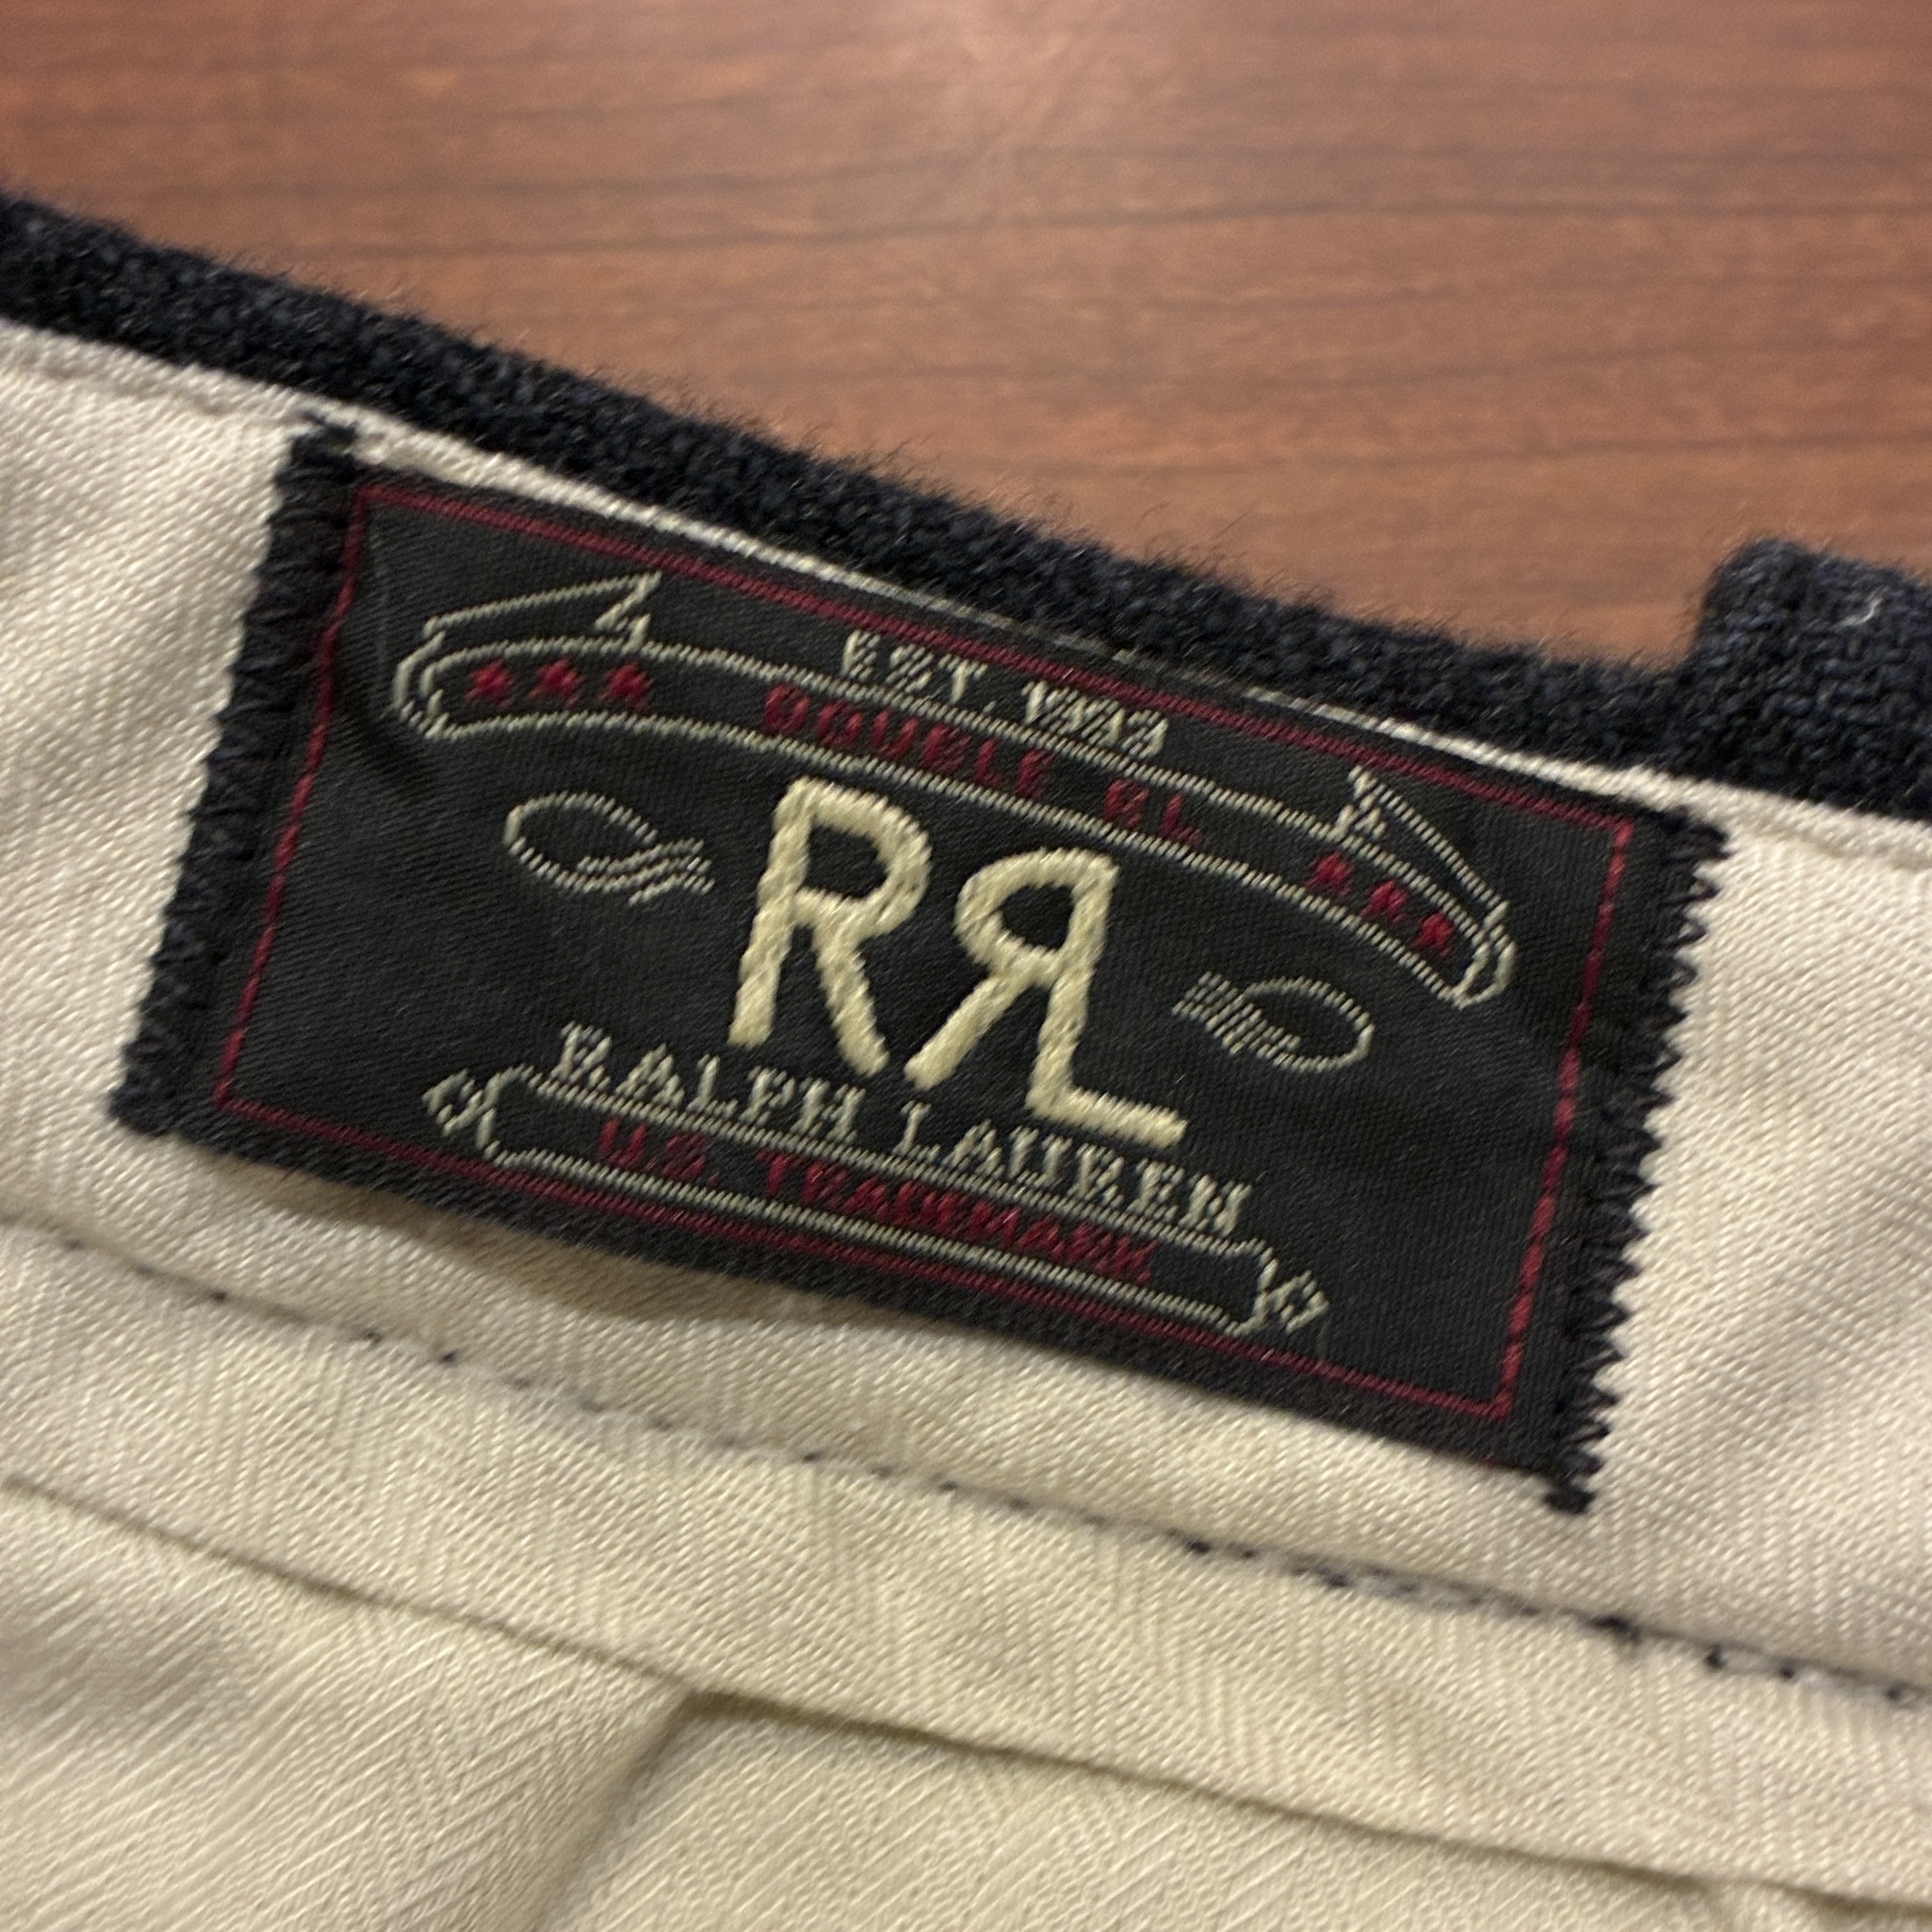 EST. 1993
★★★ DOUBLE RL ★★★
RRL
RALPH LAUREN
U.S. TRADEMARK